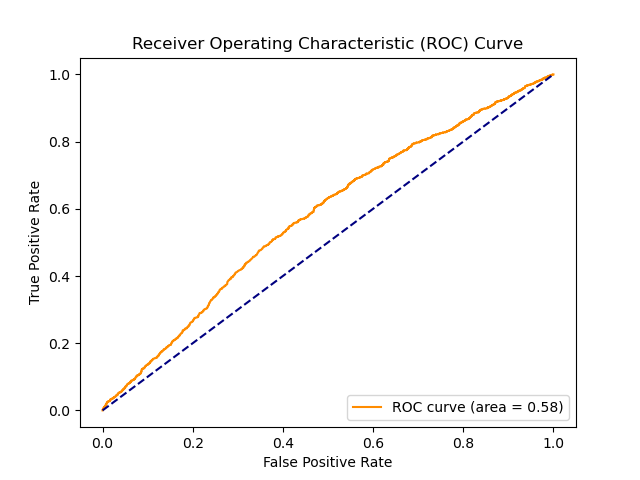 Receiver Operating Characteristic (ROC) Curve
True Positive Rate
1.0
0.8
0.6
0.4
0.2
0.0
ROC curve (area = 0.58)
0.0 0.2 0.4 0.6 0.8 1.0
False Positive Rate